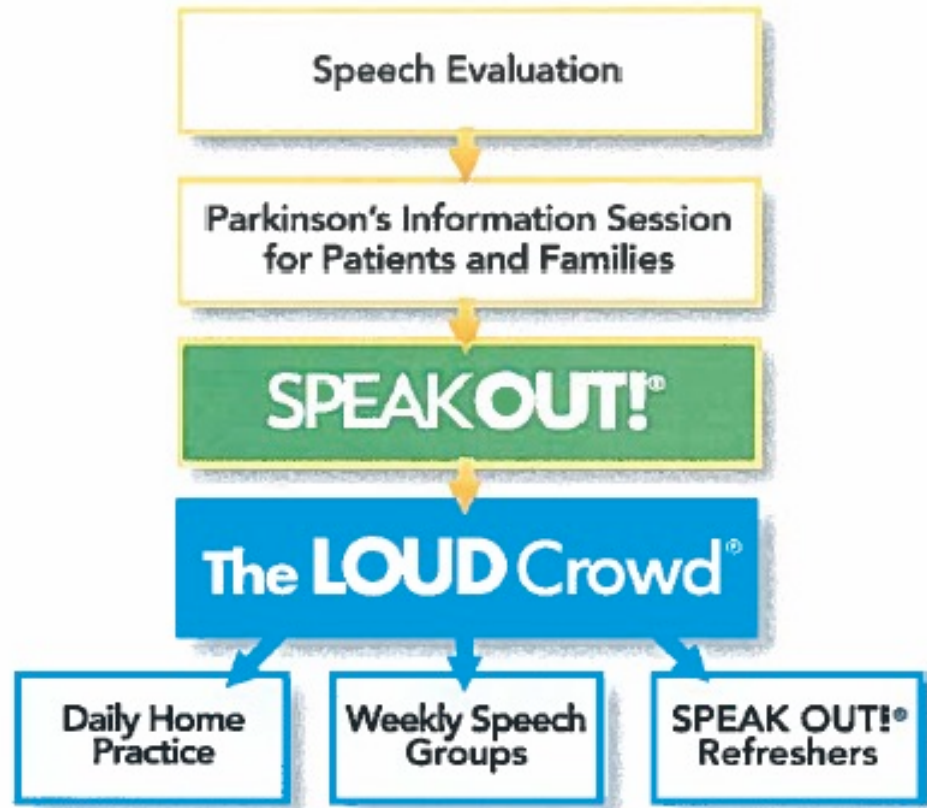 Speech Evaluation
Parkinson's Information Session
for Patients and Families
SPEAKOUT!®
The LOUD Crowd®
Daily Home
Practice
Weekly Speech
Groups
SPEAK OUT!®
Refreshers